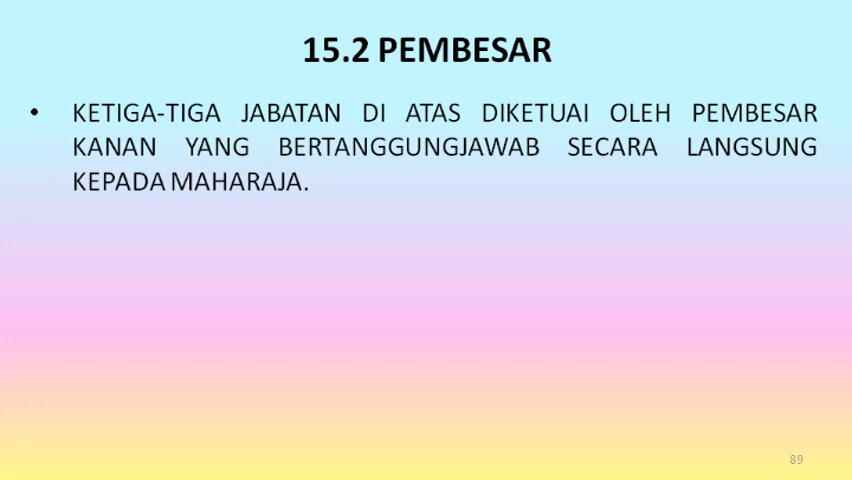 15.2 PEMBESAR
• KETIGA-TIGA JABATAN DI ATAS DIKETUAI OLEH PEMBESAR
KANAN YANG BERTANGGUNGJAWAB SECARA LANGSUNG
KEPADA MAHARAJA.
89